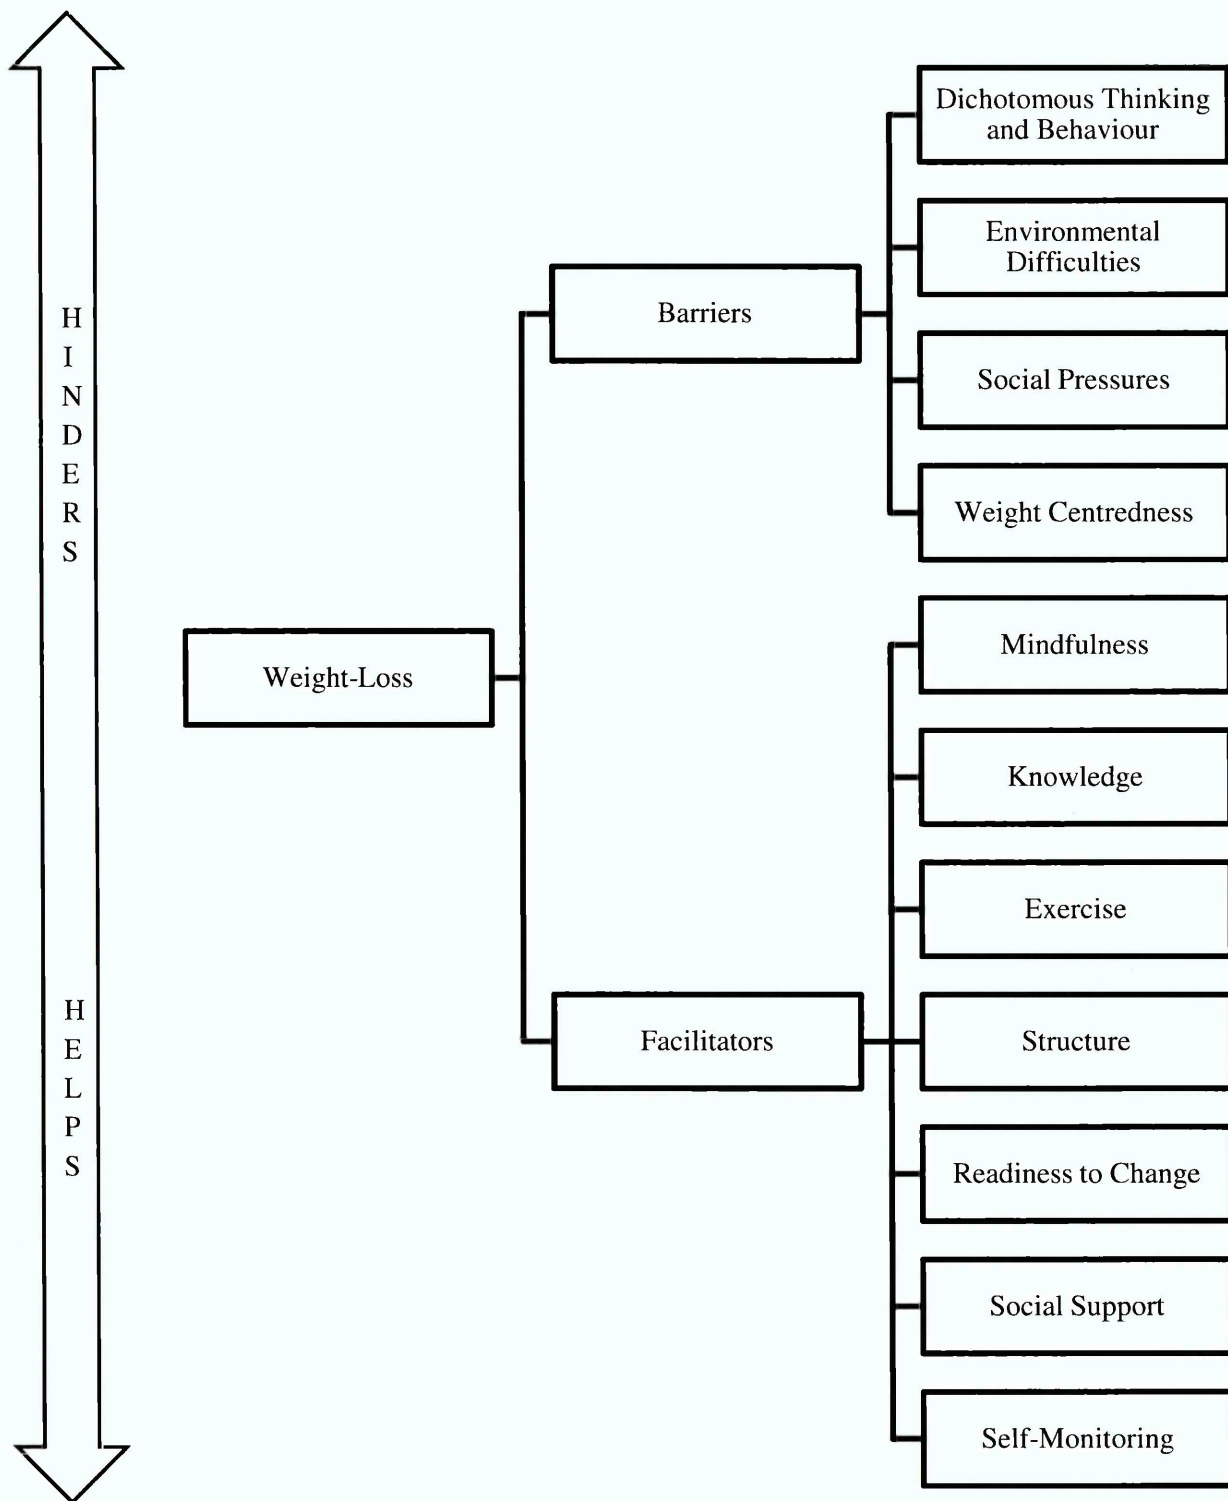 H
I
N
D
E
R
S
H
E
L
P
S
Weight-Loss
Barriers
Facilitators
Dichotomous Thinking
and Behaviour
Environmental
Difficulties
Social Pressures
Weight Centredness
Mindfulness
Knowledge
Exercise
Structure
Readiness to Change
Social Support
Self-Monitoring